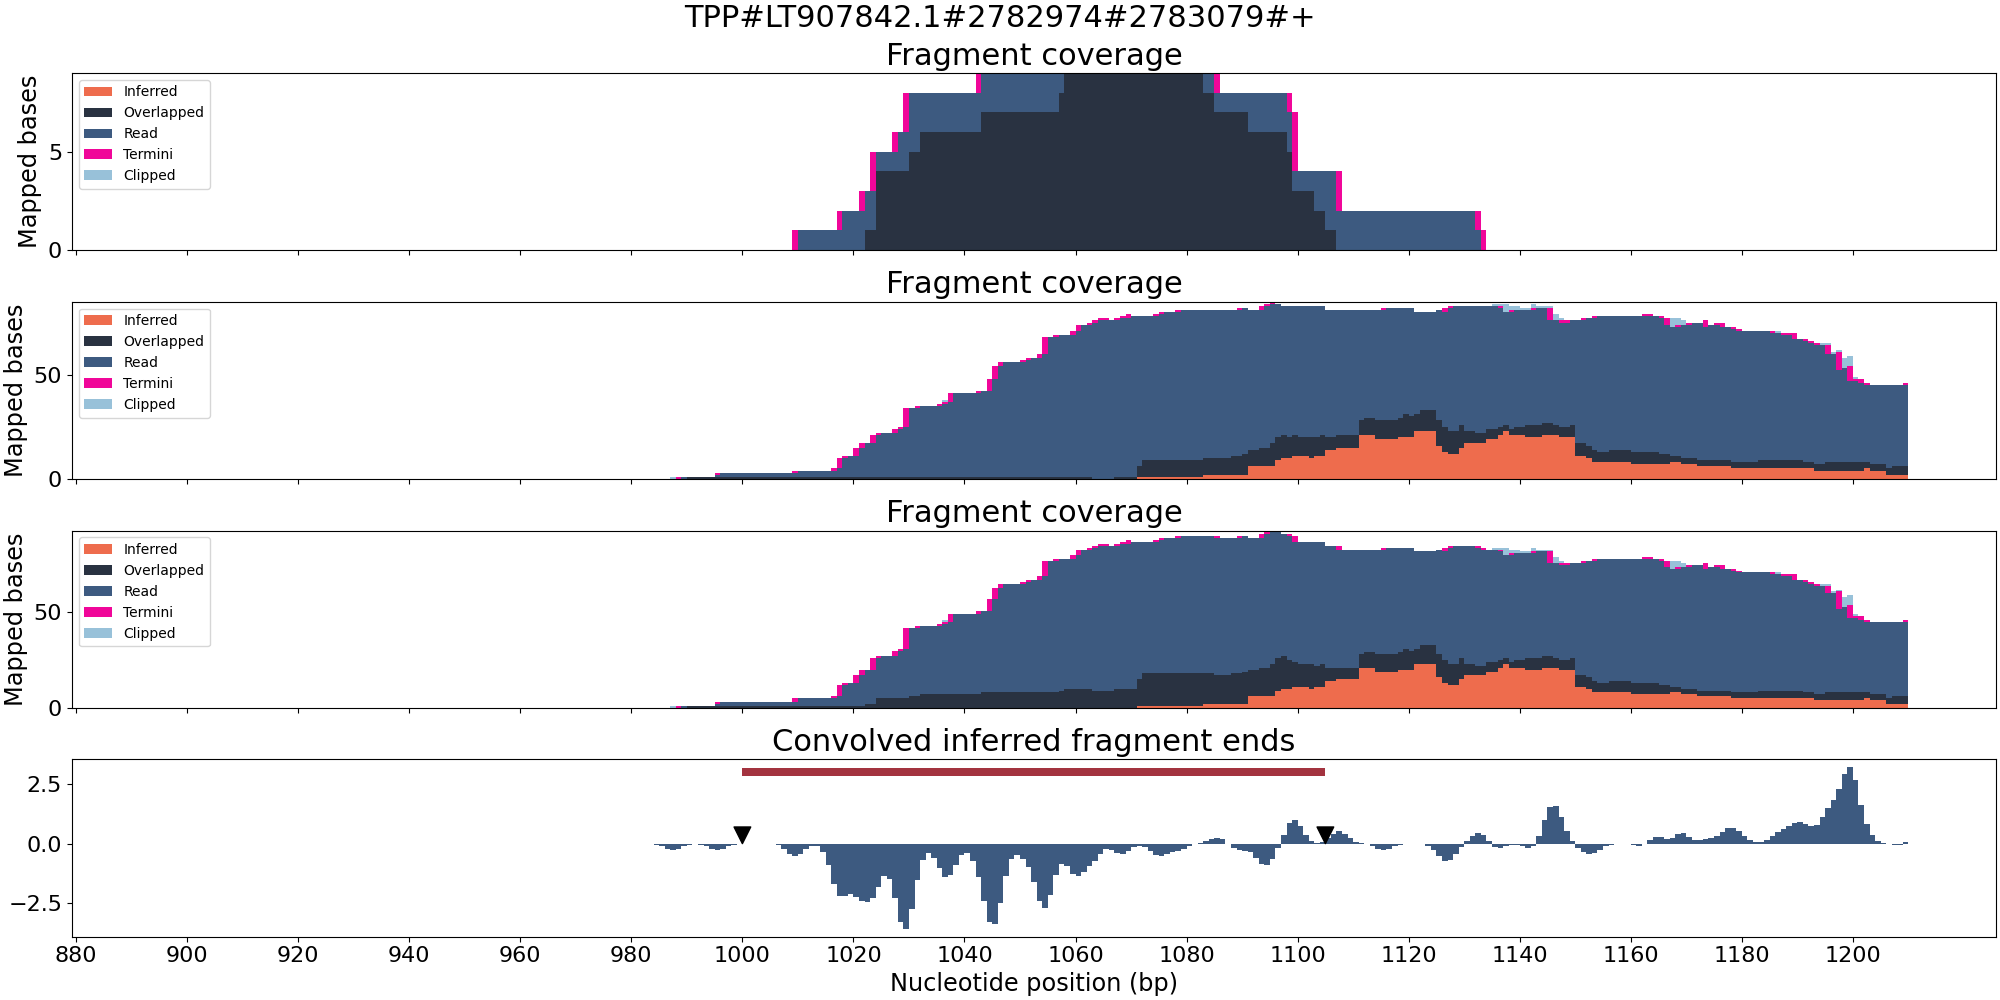 TPP#LT907842.1#2782974#2783079#+
Fragment coverage
Mapped bases
5
0
Inferred
Overlapped
Read
Termini
Clipped
Fragment coverage
Mapped bases
50
0
Inferred
Overlapped
Read
Termini
Clipped
Fragment coverage
Mapped bases
50
0
Inferred
Overlapped
Read
Termini
Clipped
Convolved inferred fragment ends
2.5
0.0
−2.5
880 900 920 940 960 980 1000 1020 1040 1060 1080 1100 1120 1140 1160 1180 1200
Nucleotide position (bp)